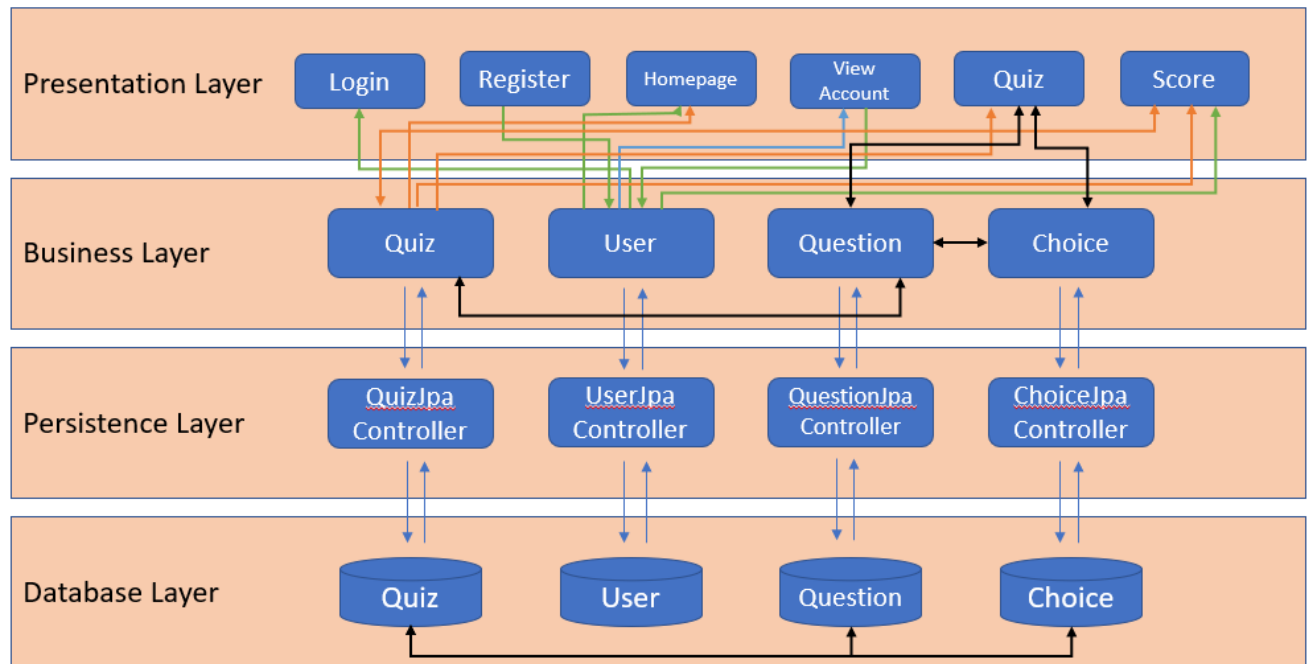 Presentation Layer
Login
Register
Homepage
View
Account
Quiz
Score
Business Layer
Quiz
User
Question
Choice
Persistence Layer
QuizJpa
Controller
UserJpa
Controller
QuestionJpa
Controller
ChoiceJpa
Controller
Database Layer
Quiz
User
Question
Choice